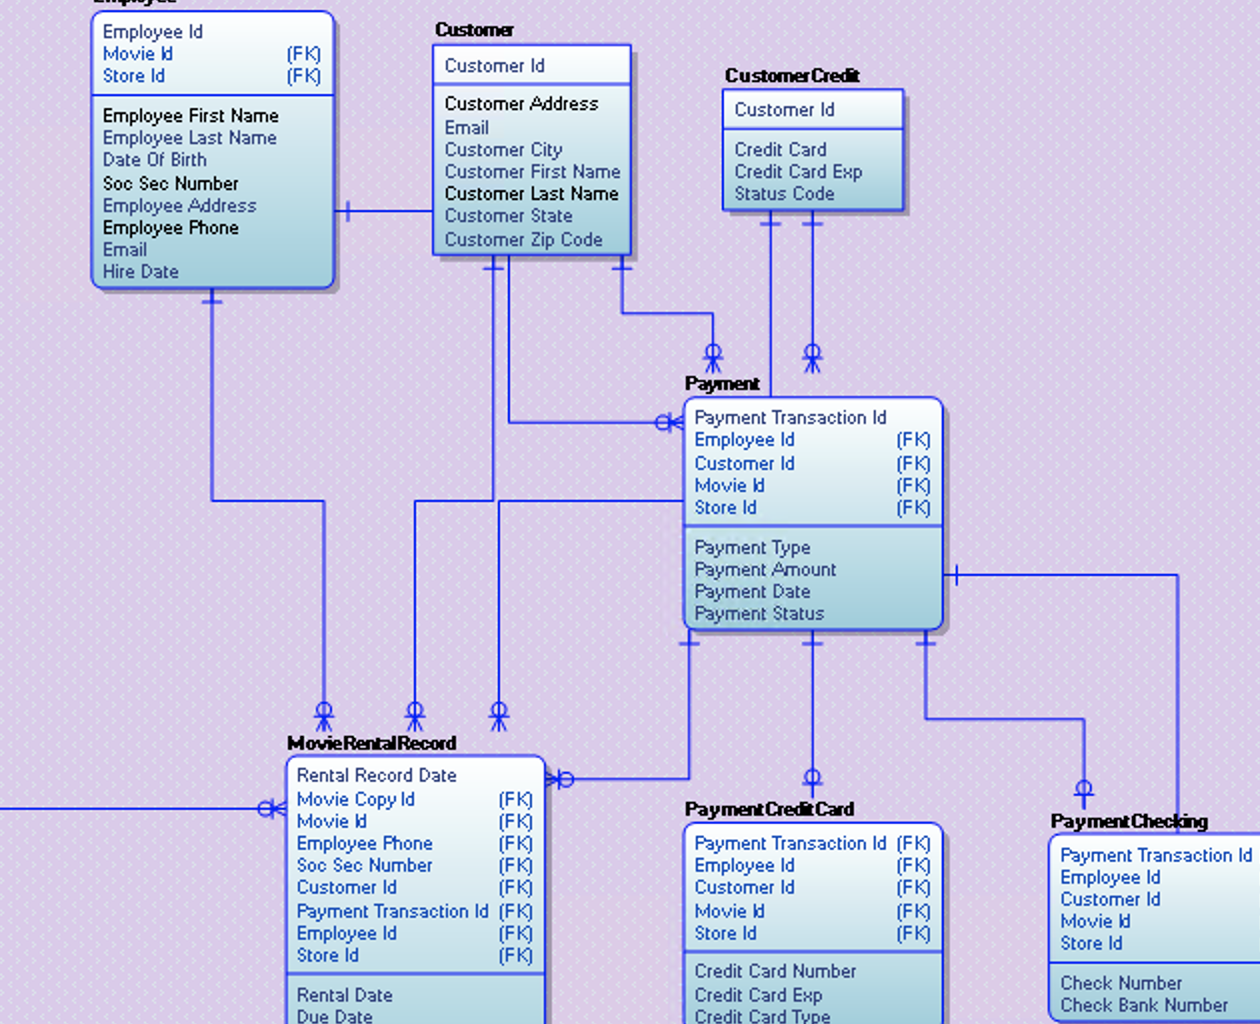 Employee
Employee Id
Movie Id (FK)
Store Id (FK)
Employee First Name
Employee Last Name
Date Of Birth
Soc Sec Number
Employee Address
Employee Phone
Email
Hire Date
Customer
Customer Id
Customer Address
Email
Customer City
Customer First Name
Customer Last Name
Customer State
Customer Zip Code
CustomerCredit
Customer Id
Credit Card
Credit Card Exp
Status Code
Payment
Payment Transaction Id
Employee Id (FK)
Customer Id (FK)
Movie Id (FK)
Store Id (FK)
Payment Type
Payment Amount
Payment Date
Payment Status
MovieRentalRecord
Rental Record Date
Movie Copy Id (FK)
Movie Id (FK)
Employee Phone (FK)
Soc Sec Number (FK)
Customer Id (FK)
Payment Transaction Id (FK)
Employee Id (FK)
Store Id (FK)
Rental Date
Due Date
PaymentCreditCard
Payment Transaction Id (FK)
Employee Id (FK)
Customer Id (FK)
Movie Id (FK)
Store Id (FK)
Credit Card Number
Credit Card Exp
Credit Card Type
PaymentChecking
Payment Transaction Id
Employee Id
Customer Id
Movie Id
Store Id
Check Number
Check Bank Number